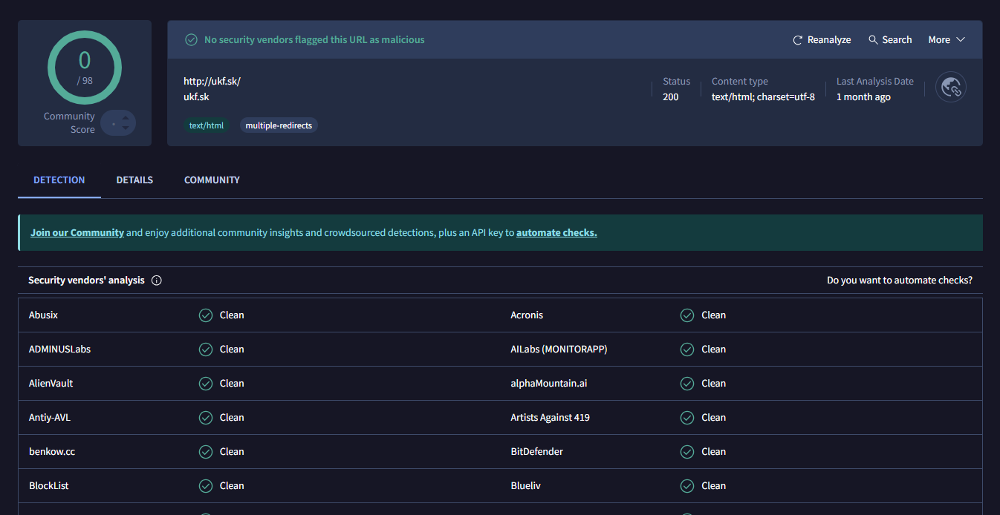 0
/ 98
Community
Score
No security vendors flagged this URL as malicious
Reanalyze
Search
More
http://ukf.sk/
ukf.sk
text/html
multiple-redirects
Status
200
Content type
text/html; charset=utf-8
Last Analysis Date
1 month ago
DETECTION
DETAILS
COMMUNITY
Join our Community and enjoy additional community insights and crowdsourced detections, plus an API key to automate checks.
Security vendors' analysis
Do you want to automate checks?
Abusix Clean Acronis Clean
ADMINUSLabs Clean AILabs (MONITORAPP) Clean
AlienVault Clean alphaMountain.ai Clean
Antiy-AVL Clean Artists Against 419 Clean
benkow.cc Clean BitDefender Clean
BlockList Clean Blueliv Clean